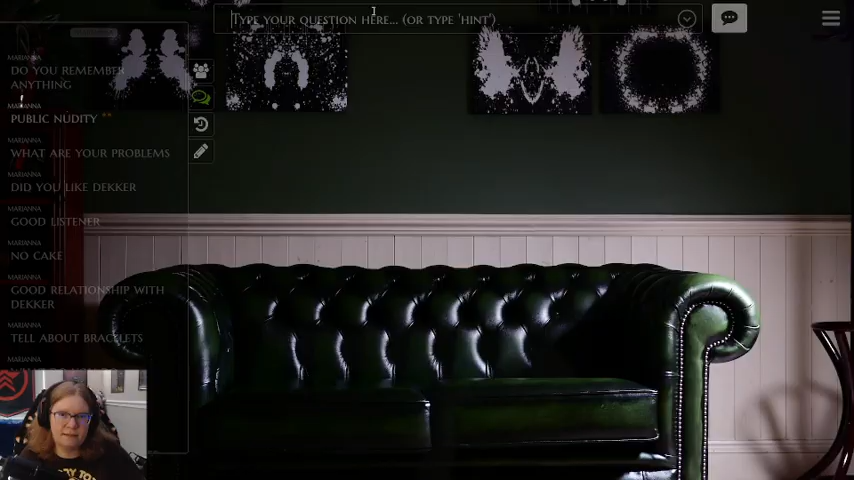 Type your question here... (or type 'hint')
MARIANNA
DO YOU REMEMBER
ANYTHING
MARIANNA
PUBLIC NUDITY **
MARIANNA
WHAT ARE YOUR PROBLEMS
MARIANNA
DID YOU LIKE DEKKER
MARIANNA
GOOD LISTENER
MARIANNA
NO CAKE
MARIANNA
GOOD RELATIONSHIP WITH
DEKKER
MARIANNA
TELL ABOUT BRACELETS
MARIANNA